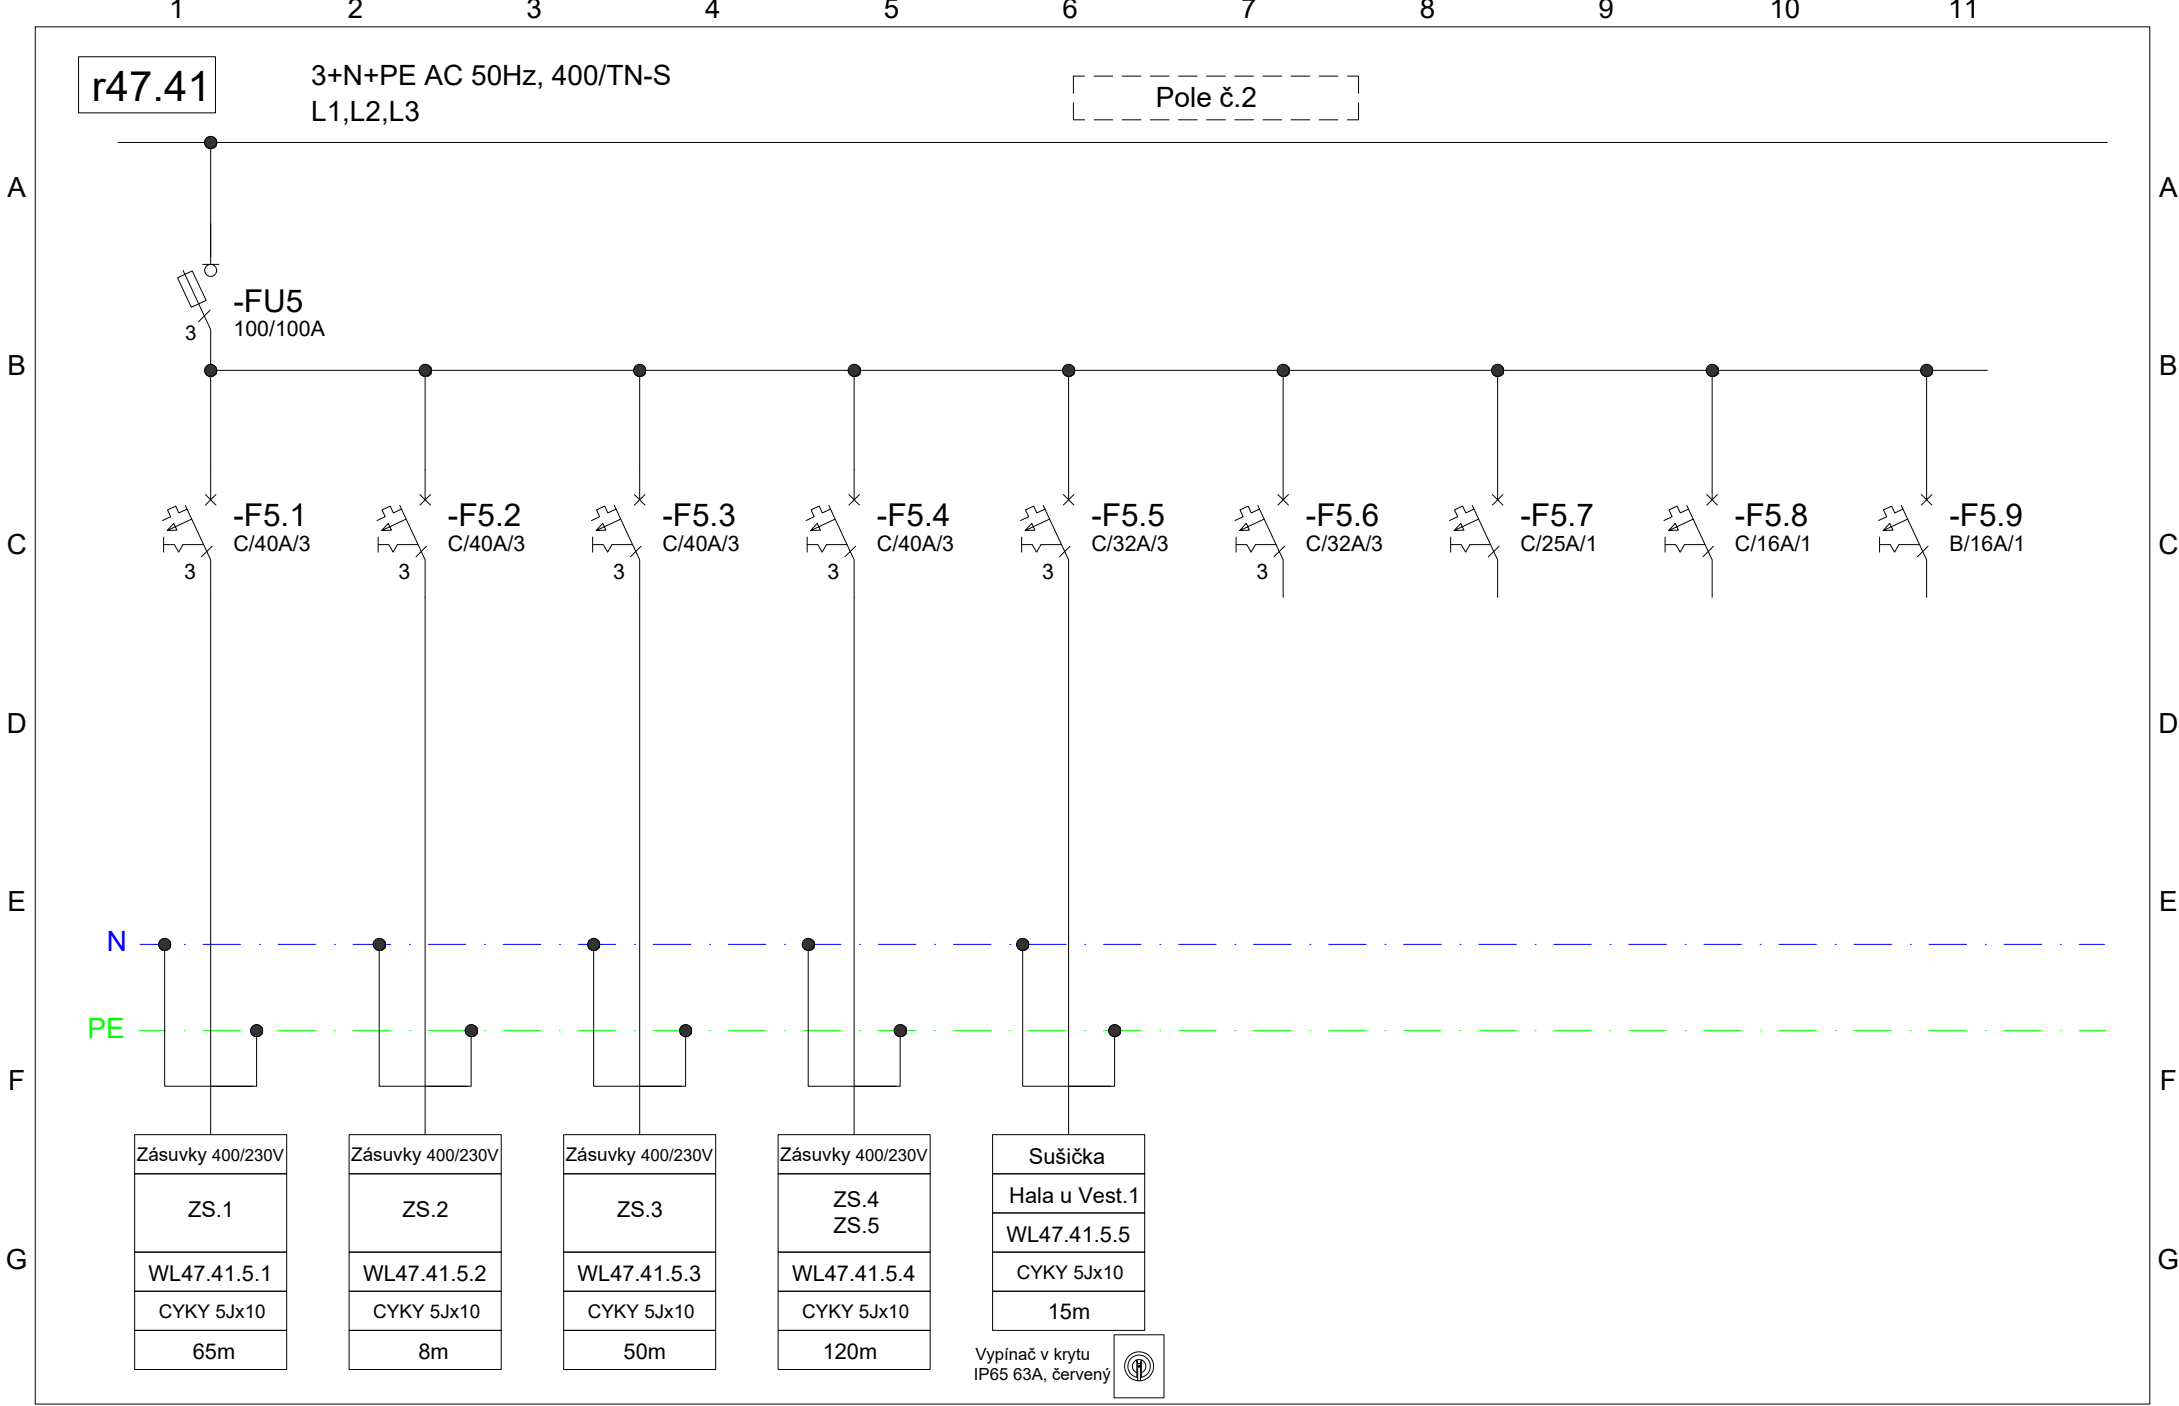 1 2 3 4 5 6 7 8 9 10 11
r47.41
3+N+PE AC 50Hz, 400/TN-S
L1,L2,L3
Pole č.2
A A
-FU5
100/100A
3
B B
-F5.1 -F5.2 -F5.3 -F5.4 -F5.5 -F5.6 -F5.7 -F5.8 -F5.9
C/40A/3 C/40A/3 C/40A/3 C/40A/3 C/32A/3 C/32A/3 C/25A/1 C/16A/1 B/16A/1
C C
3 3 3 3 3 3
D D
E E
N
PE
F F
Zásuvky 400/230V
ZS.1
WL47.41.5.1
CYKY 5Jx10
65m
Zásuvky 400/230V
ZS.2
WL47.41.5.2
CYKY 5Jx10
8m
Zásuvky 400/230V
ZS.3
WL47.41.5.3
CYKY 5Jx10
50m
Zásuvky 400/230V
ZS.4
ZS.5
WL47.41.5.4
CYKY 5Jx10
120m
Sušička
Hala u Vest.1
WL47.41.5.5
CYKY 5Jx10
15m
Vypínač v krytu
IP65 63A, červený
G G